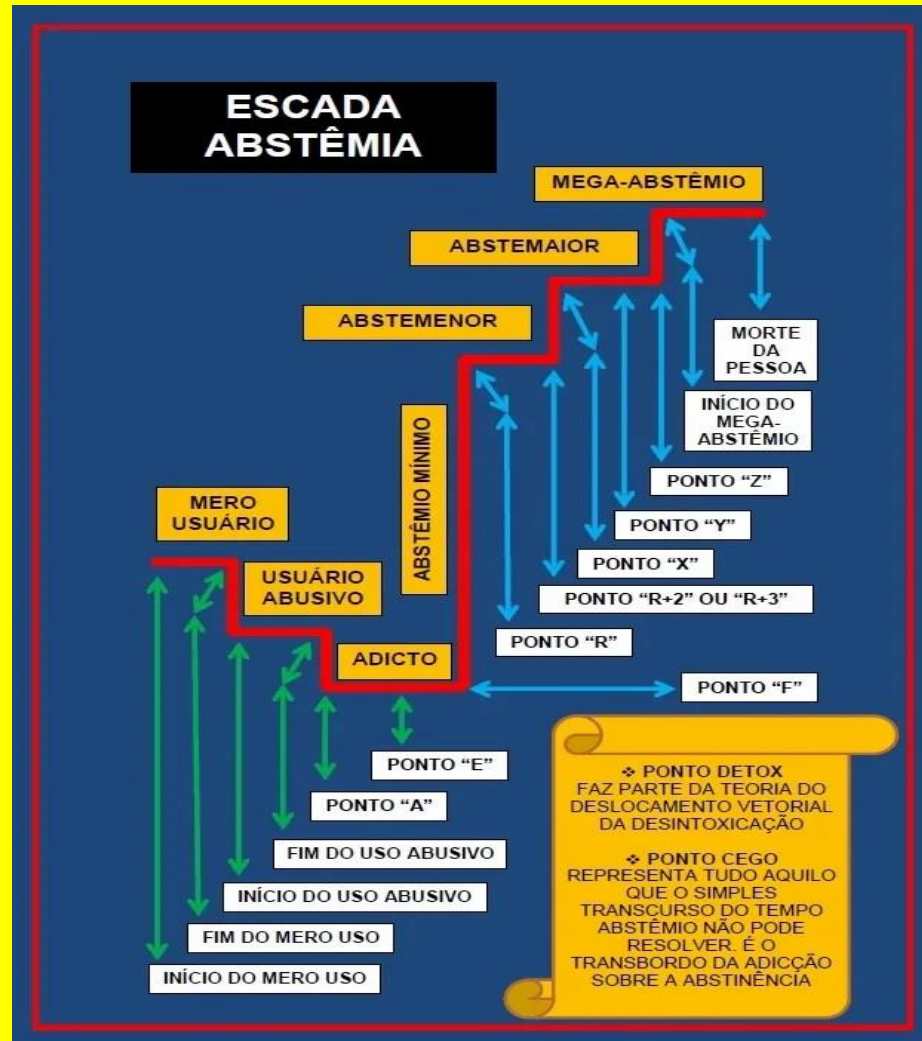 ESCADA
ABSTÊMIA
MEGA-ABSTÊMIO
ABSTEMAIOR
ABSTEMENOR
ABSTÊMIO MÍNIMO
MERO
USUÁRIO
USUÁRIO
ABUSIVO
ADICTO
MORTE
DA
PESSOA
INÍCIO DO
MEGA-
ABSTÊMIO
PONTO “Z”
PONTO “Y”
PONTO “X”
PONTO “R+2” OU “R+3”
PONTO “R”
PONTO “F”
PONTO “E”
PONTO “A”
FIM DO USO ABUSIVO
INÍCIO DO USO ABUSIVO
FIM DO MERO USO
INÍCIO DO MERO USO
❖ PONTO DETOX
FAZ PARTE DA TEORIA DO
DESLOCAMENTO VETORIAL
DA DESINTOXICAÇÃO
❖ PONTO CEGO
REPRESENTA TUDO AQUILO
QUE O SIMPLES
TRANSCURSO DO TEMPO
ABSTÊMIO NÃO PODE
RESOLVER. É O
TRANSBORDO DA ADICÇÃO
SOBRE A ABSTINÊNCIA